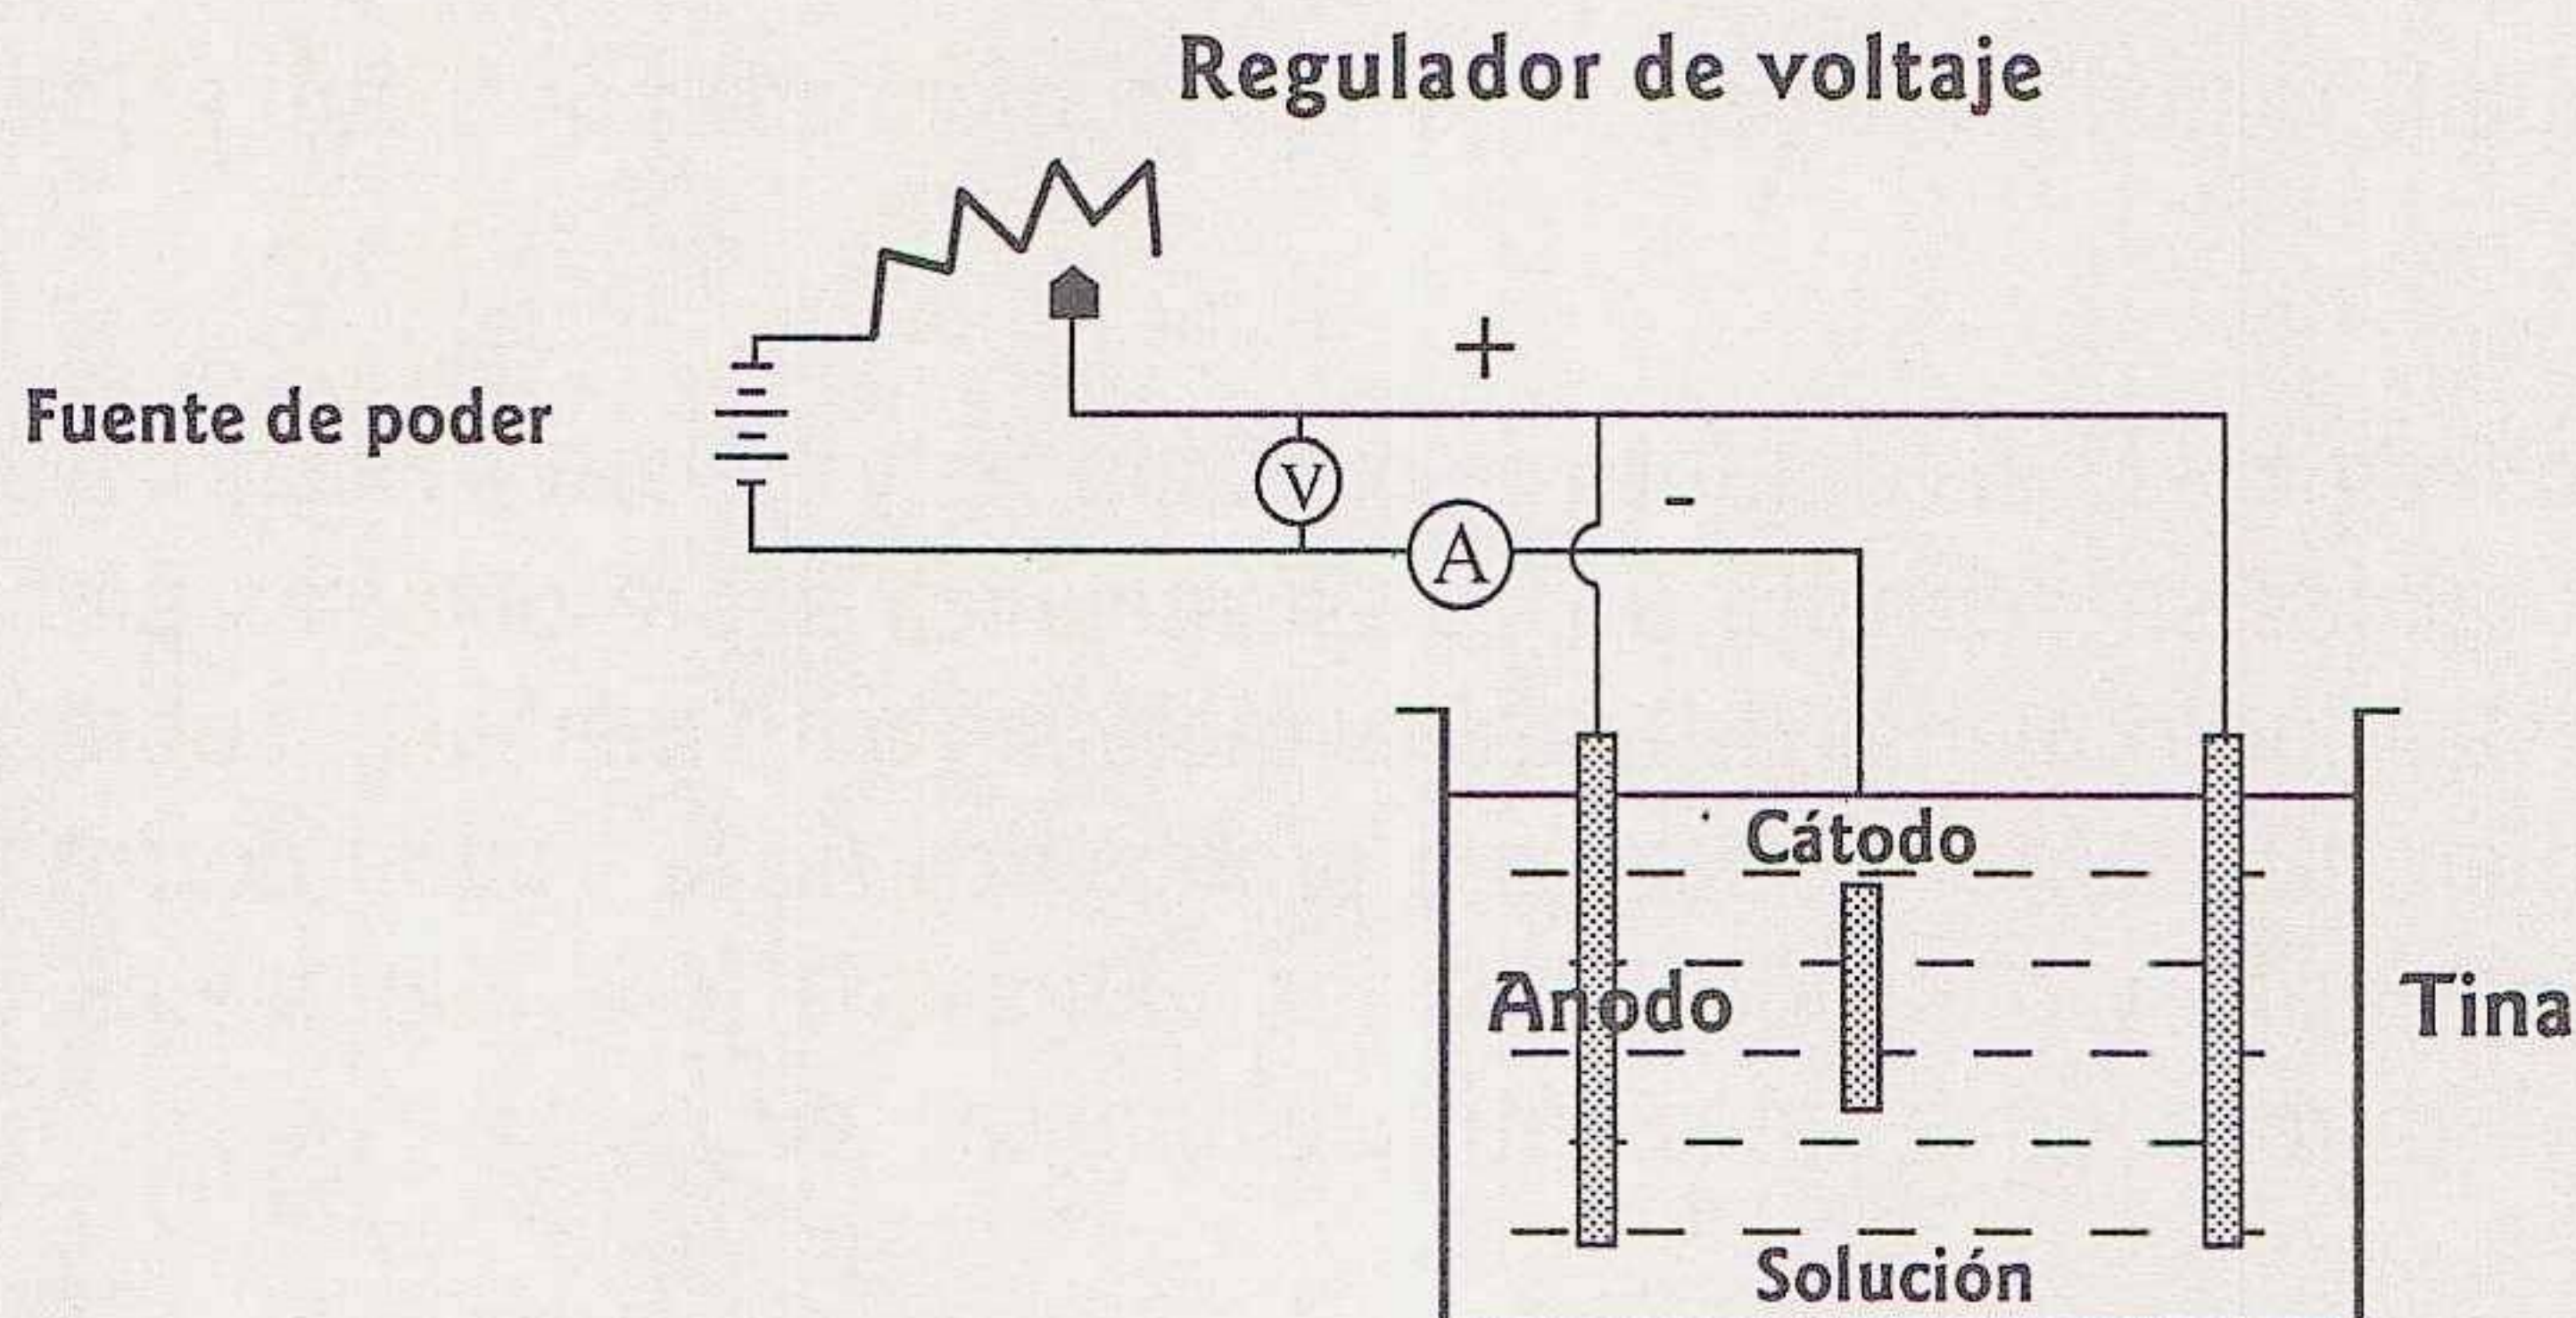 Regulador de voltaje
+
Fuente de poder
V
-
A
Cátodo
Anodo
Tina
Solución